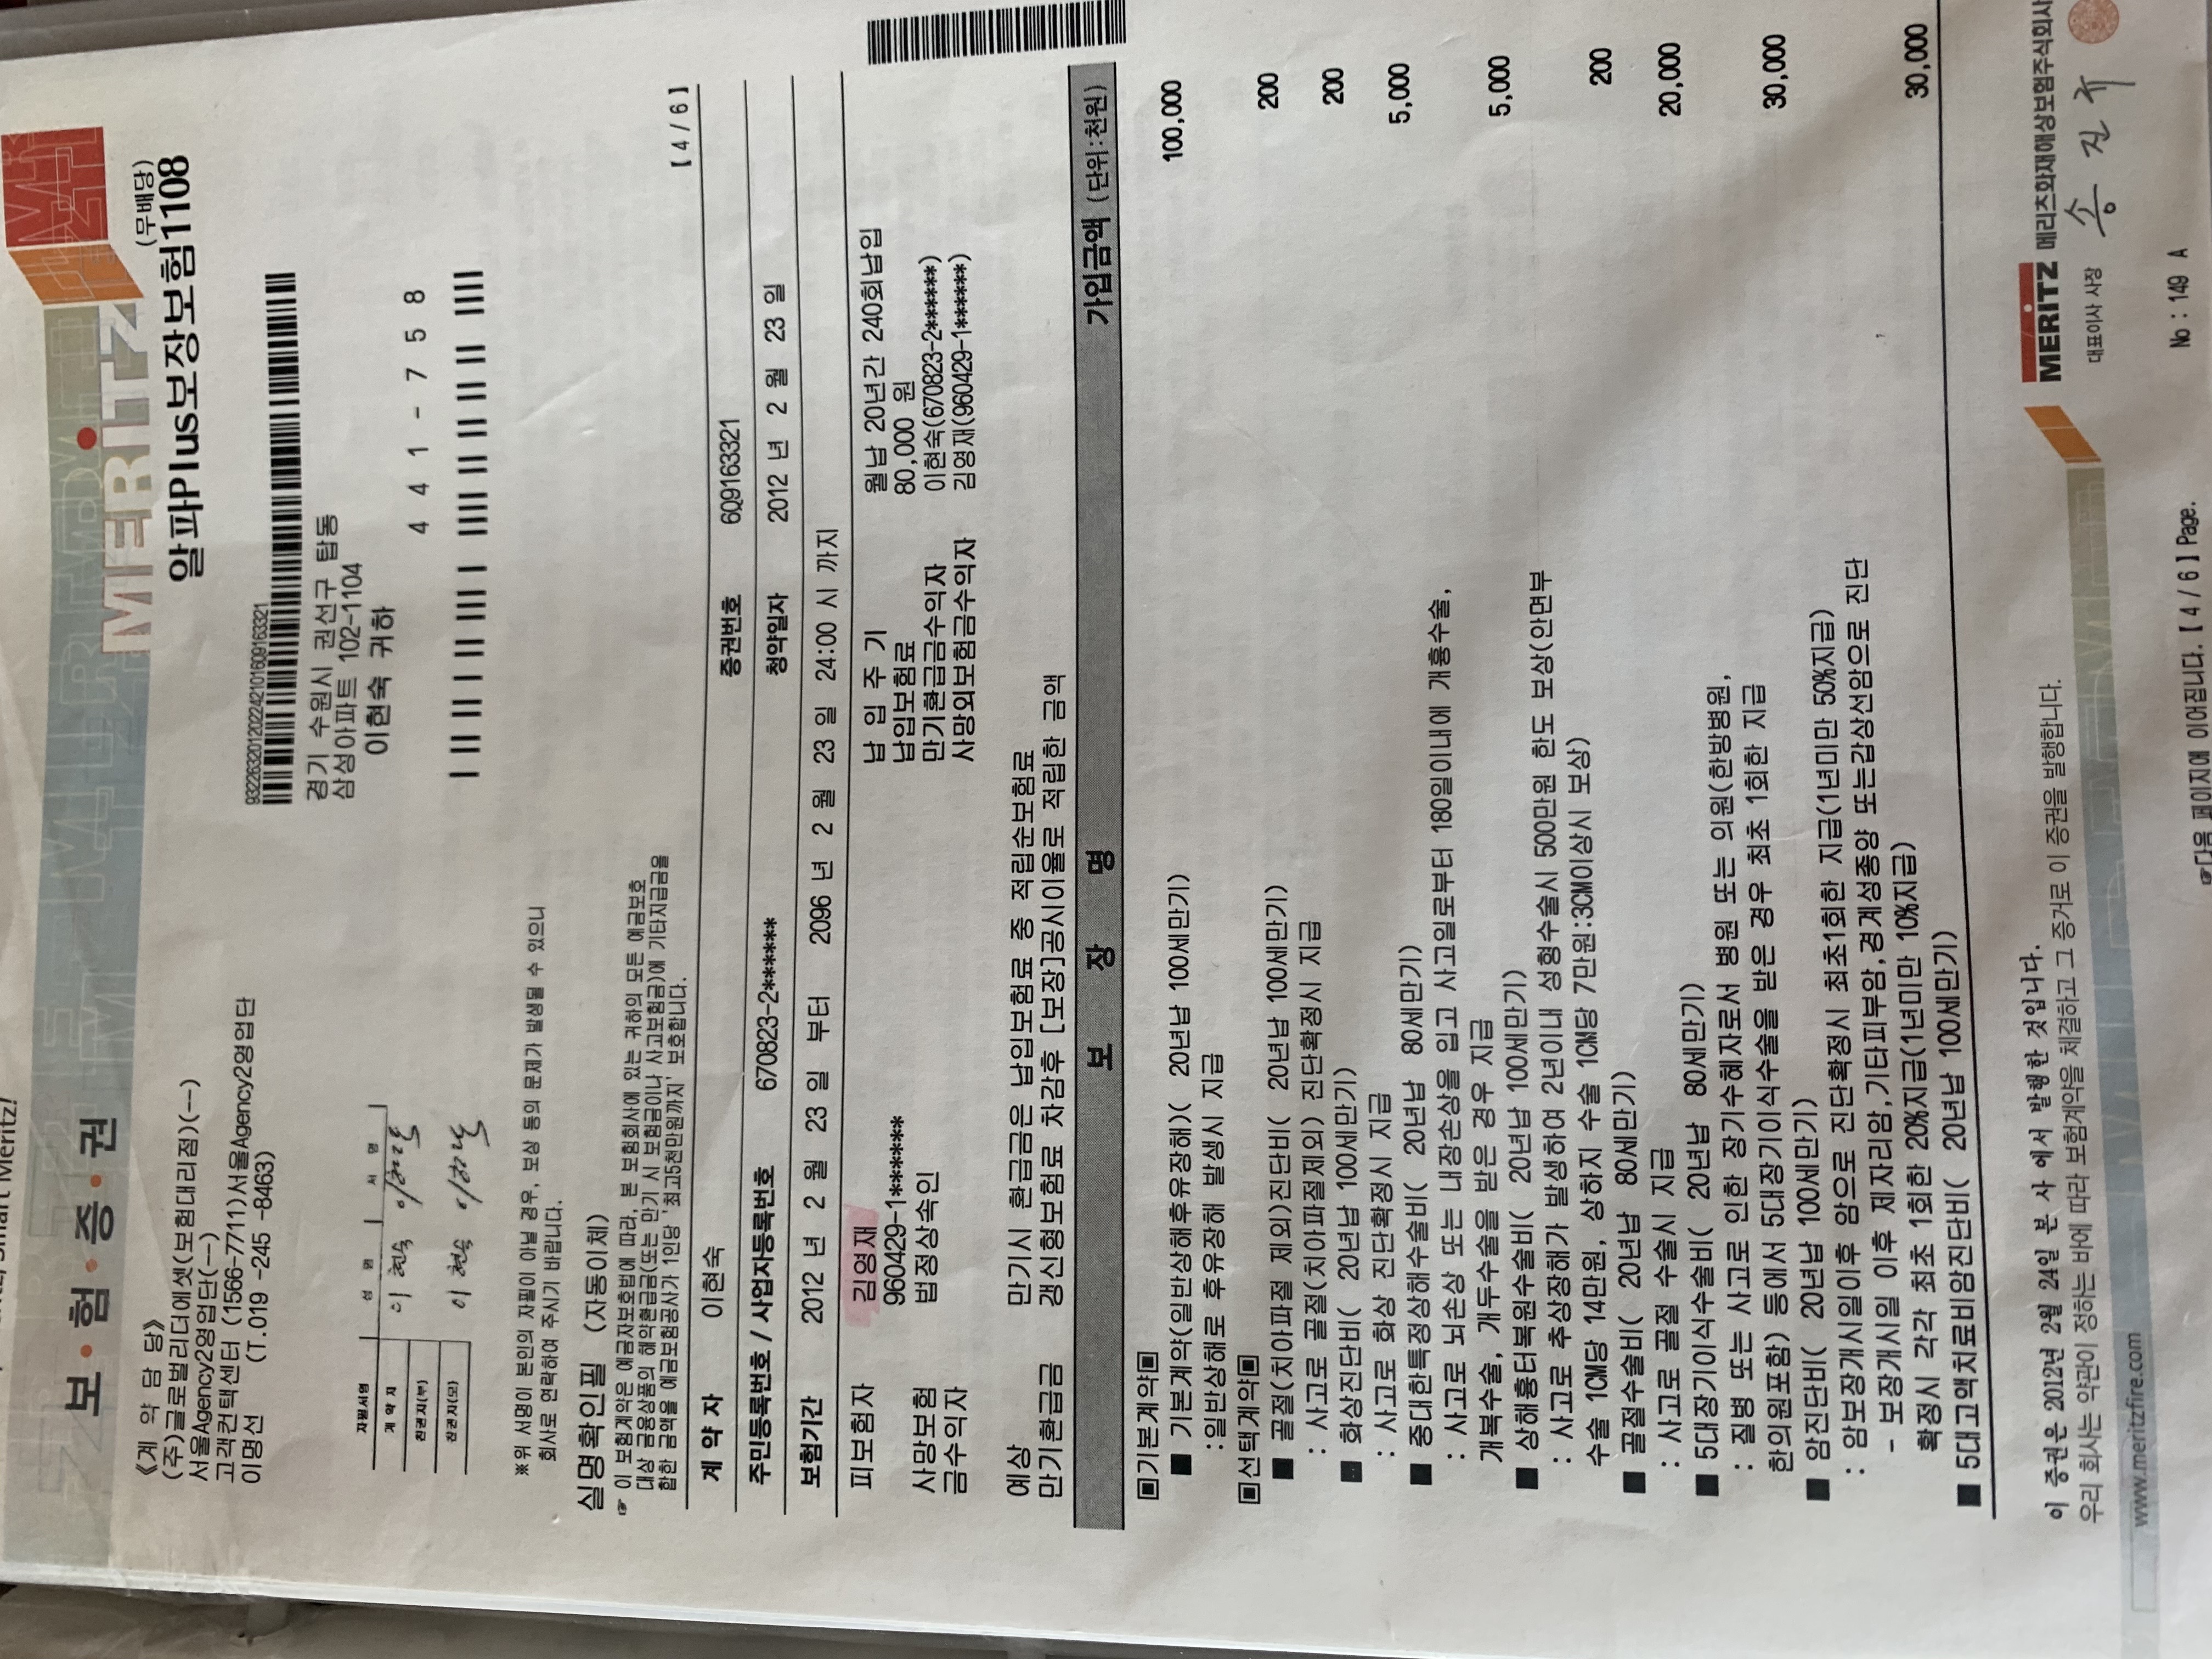 Smart Meritz!
보·험·증·권
MERiTZ
(무배당)
알파Plus보장보험1108
《계 약 담 당》
(주)글로벌리더에셋(보험대리점)(--)
서울Agency2영업단(--)
고객컨택센터 (1566-7711)서울Agency2영업단
이명선 (T.019 -245 -8463)
9322632012022421016Q9163321
경기 수원시 권선구 탑동
삼성아파트 102-1104
이현숙 귀하
4 4 1 - 7 5 8
자필서명 성 명 서 명
계 약 자 이 현숙
친권자(부)
친권자(모) 이 현숙
※위 서명이 본인의 자필이 아닐 경우, 보상 등의 문제가 발생될 수 있으니
회사로 연락하여 주시기 바랍니다.
실명확인필 (자동이체)
☞ 이 보험계약은 예금자보호법에 따라, 본 보험회사에 있는 귀하의 모든 예금보호
대상 금융상품의 해약환급금(또는 만기 시 보험금이나 사고보험금)에 기타지급금을
합한 금액을 예금보험공사가 1인당 '최고5천만원까지' 보호합니다.
【 4 / 6 】
계 약 자 이현숙 증권번호 6Q9163321
주민등록번호 / 사업자등록번호 670823-2****** 청약일자 2012 년 2 월 23 일
보험기간 2012 년 2 월 23 일 부터 2096 년 2 월 23 일 24:00 시 까지
피보험자 김영재 납 입 주 기 월납 20년간 240회납입
960429-1****** 납입보험료 80,000 원
사망보험 법정상속인 만기환급금수익자 이현숙(670823-2******)
금수익자 사망외보험금수익자 김영재(960429-1******)
예상 만기시 환급금은 납입보험료 중 적립순보험료
만기환급금 갱신형보험료 차감후 [보장]공시이율로 적립한 금액
보 장 명 가입금액 (단위:천원)
▣기본계약▣
■ 기본계약(일반상해후유장해)( 20년납 100세만기) 100,000
:일반상해로 후유장해 발생시 지급
▣선택계약▣
■ 골절(치아파절 제외)진단비( 20년납 100세만기) 200
: 사고로 골절(치아파절제외) 진단확정시 지급
■ 화상진단비( 20년납 100세만기) 200
: 사고로 화상 진단확정시 지급
■ 중대한특정상해수술비( 20년납 80세만기) 5,000
: 사고로 뇌손상 또는 내장손상을 입고 사고일로부터 180일이내에 개흉수술,
개복수술, 개두수술을 받은 경우 지급
■ 상해흉터복원수술비( 20년납 100세만기) 5,000
: 사고로 추상장해가 발생하여 2년이내 성형수술시 500만원 한도 보상(안면부
수술 1CM당 14만원, 상하지 수술 1CM당 7만원:3CM이상시 보상)
■ 골절수술비( 20년납 80세만기) 200
: 사고로 골절 수술시 지급
■ 5대장기이식수술비( 20년납 80세만기) 20,000
: 질병 또는 사고로 인한 장기수혜자로서 병원 또는 의원(한방병원,
한의원포함) 등에서 5대장기이식수술을 받은 경우 최초 1회한 지급
■ 암진단비( 20년납 100세만기) 30,000
: 암보장개시일이후 암으로 진단확정시 최초1회한 지급(1년미만 50%지급)
- 보장개시일 이후 제자리암,기타피부암,경계성종양 또는갑상선암으로 진단
확정시 각각 최초 1회한 20%지급(1년미만 10%지급)
■ 5대고액치료비암진단비( 20년납 100세만기) 30,000
이 증권은 2012년 2월 24일 본 사 에서 발행한 것입니다.
우리 회사는 약관이 정하는 바에 따라 보험계약을 체결하고 그 증거로 이 증권을 발행합니다.
MERiTZ 메리츠화재해상보험주식회사
대표이사 사장 송 진 규
www.meritzfire.com
☞다음 페이지에 이어집니다.【 4 / 6 】Page.
No : 149 A